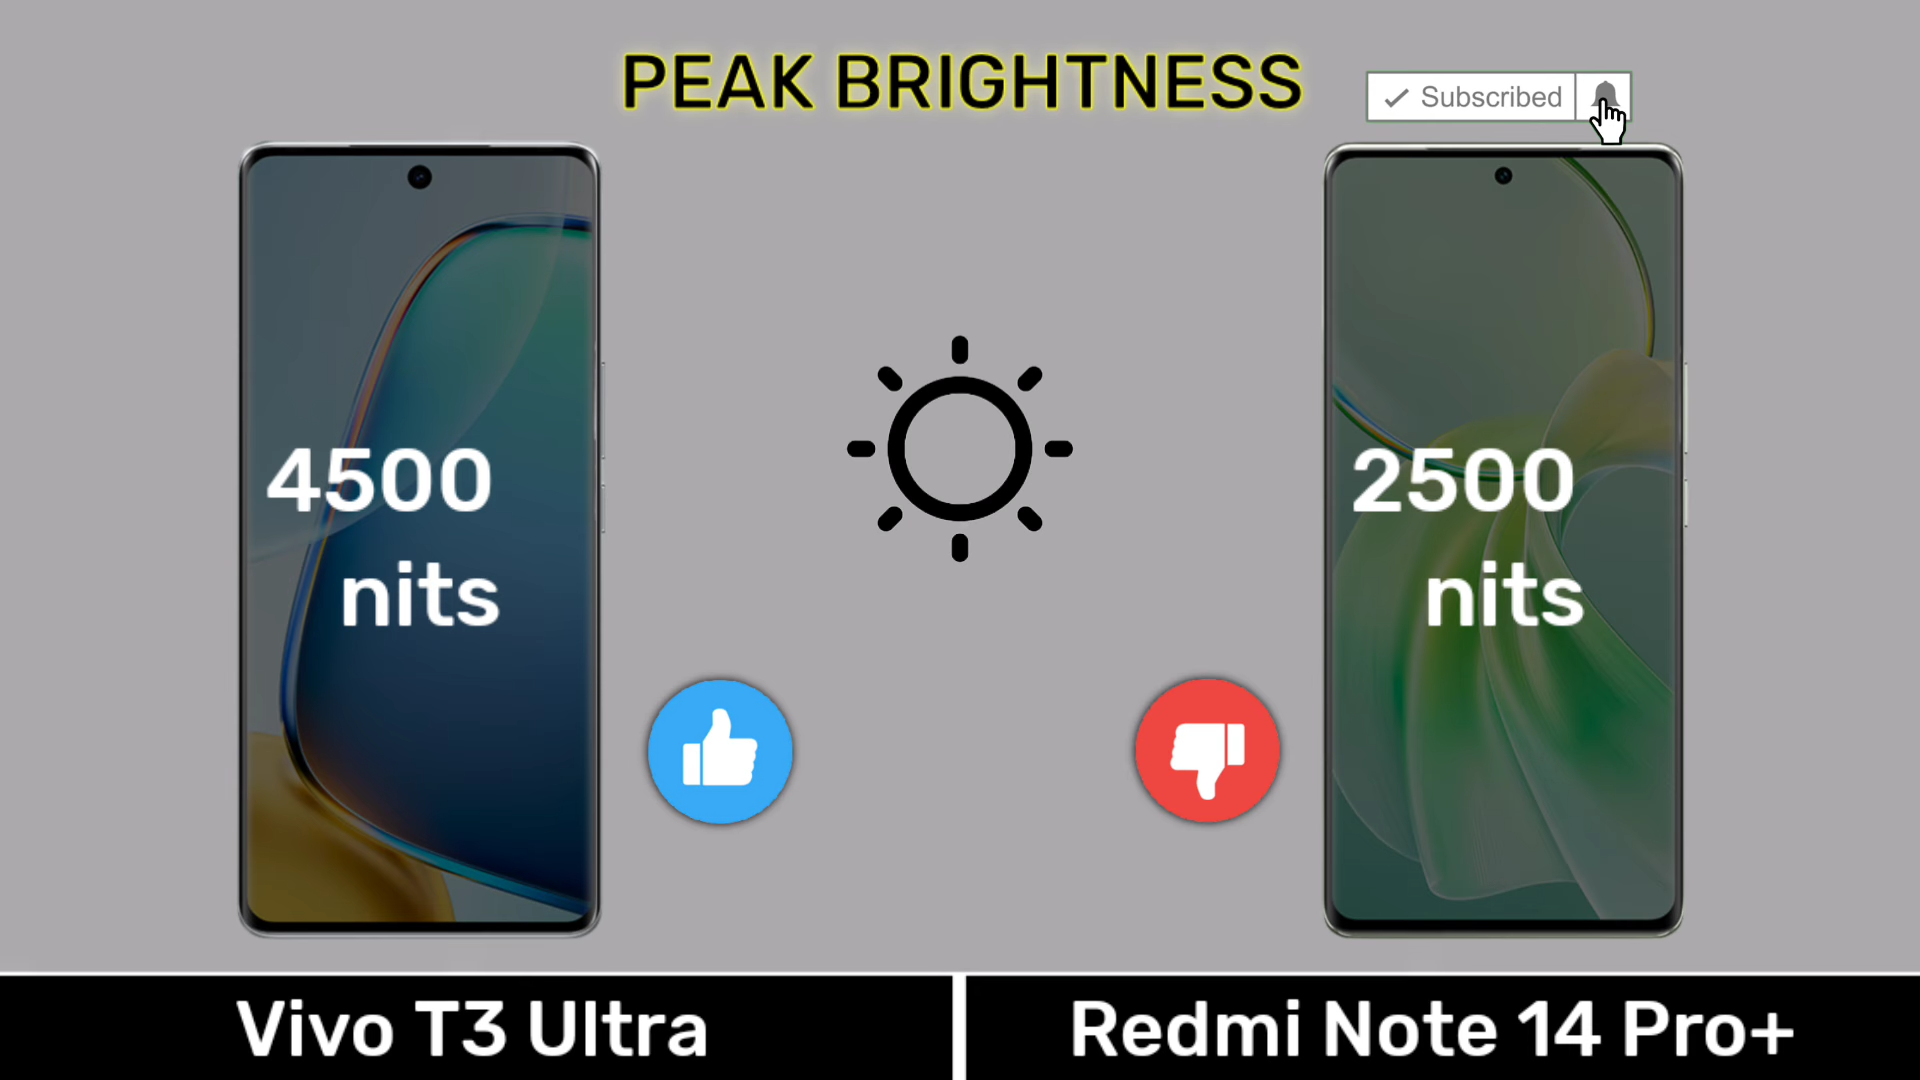 PEAK BRIGHTNESS
Subscribed
4500
nits
2500
nits
Vivo T3 Ultra
Redmi Note 14 Pro+